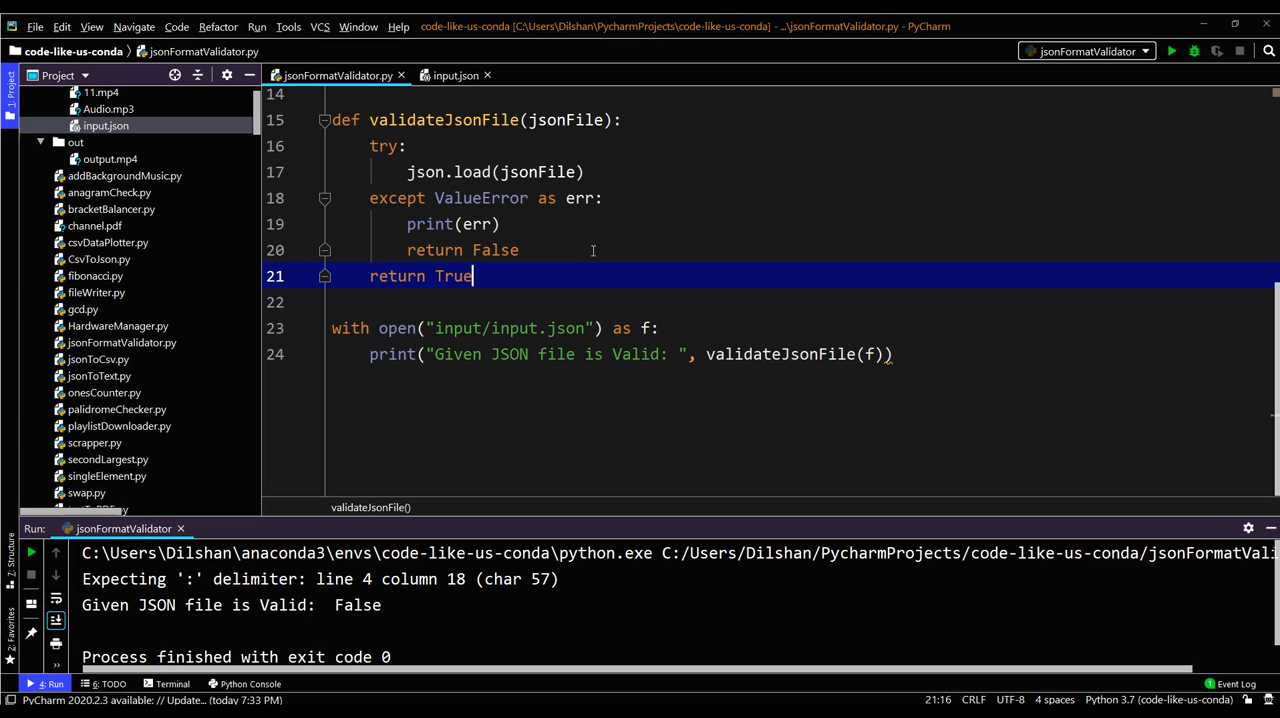 File Edit View Navigate Code Refactor Run Tools VCS Window Help code-like-us-conda [C:\Users\Dilshan\PycharmProjects\code-like-us-conda] - ...\jsonFormatValidator.py - PyCharm
code-like-us-conda jsonFormatValidator.py jsonFormatValidator
1: Project
Project jsonFormatValidator.py input.json
11.mp4
Audio.mp3
input.json
out
output.mp4
addBackgroundMusic.py
anagramCheck.py
bracketBalancer.py
channel.pdf
csvDataPlotter.py
CsvToJson.py
fibonacci.py
fileWriter.py
gcd.py
HardwareManager.py
jsonFormatValidator.py
jsonToCsv.py
jsonToText.py
onesCounter.py
palidromeChecker.py
playlistDownloader.py
scrapper.py
secondLargest.py
singleElement.py
swap.py
14
15 def validateJsonFile(jsonFile):
16 try:
17 json.load(jsonFile)
18 except ValueError as err:
19 print(err)
20 return False
21 return True
22
23 with open("input/input.json") as f:
24 print("Given JSON file is Valid: ", validateJsonFile(f))
validateJsonFile()
Run: jsonFormatValidator
C:\Users\Dilshan\anaconda3\envs\code-like-us-conda\python.exe C:/Users/Dilshan/PycharmProjects/code-like-us-conda/jsonFormatVali
Expecting ':' delimiter: line 4 column 18 (char 57)
Given JSON file is Valid:  False
Process finished with exit code 0
Z: Structure
2: Favorites
4: Run 6: TODO Terminal Python Console 1 Event Log
PyCharm 2020.2.3 available: // Update... (today 7:33 PM) 21:16 CRLF UTF-8 4 spaces Python 3.7 (code-like-us-conda)